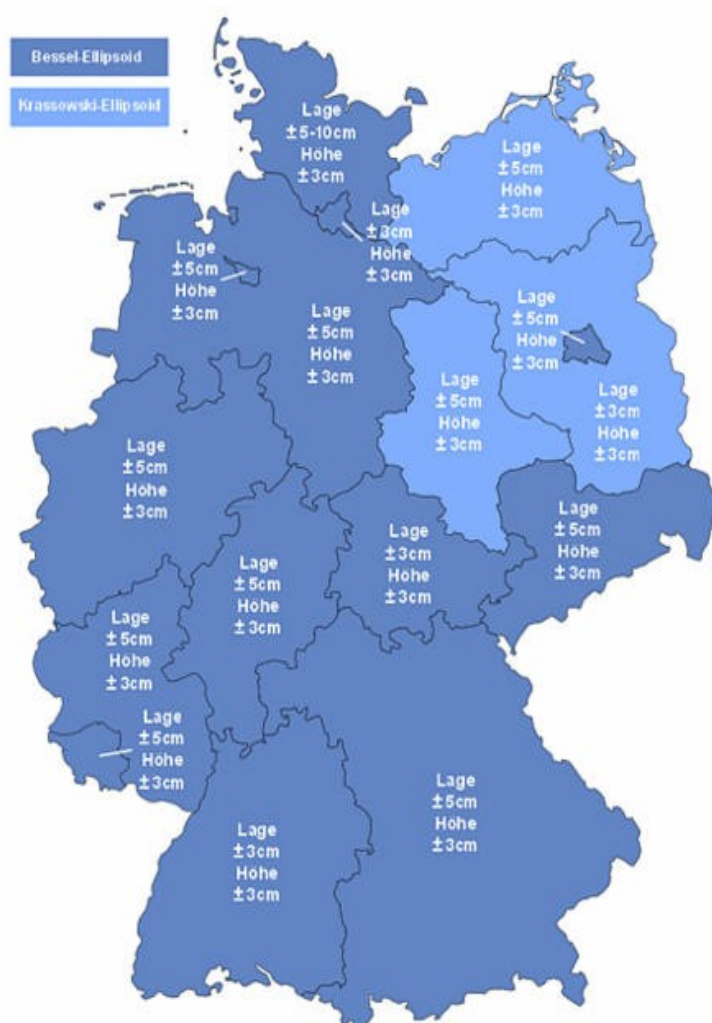 Bessel-Ellipsoid
Krassowski-Ellipsoid
Lage
±5-10cm
Höhe
±3cm
Lage
±5cm
Höhe
±3cm
Lage
±3cm
Höhe
±3cm
Lage
±5cm
Höhe
±3cm
Lage
±5cm
Höhe
±3cm
Lage
±5cm
Höhe
±3cm
Lage
±5cm
Höhe
±3cm
Lage
±3cm
Höhe
±3cm
Lage
±5cm
Höhe
±3cm
Lage
±5cm
Höhe
±3cm
Lage
±3cm
Höhe
±3cm
Lage
±5cm
Höhe
±3cm
Lage
±5cm
Höhe
±3cm
Lage
±5cm
Höhe
±3cm
Lage
±3cm
Höhe
±3cm
Lage
±5cm
Höhe
±3cm